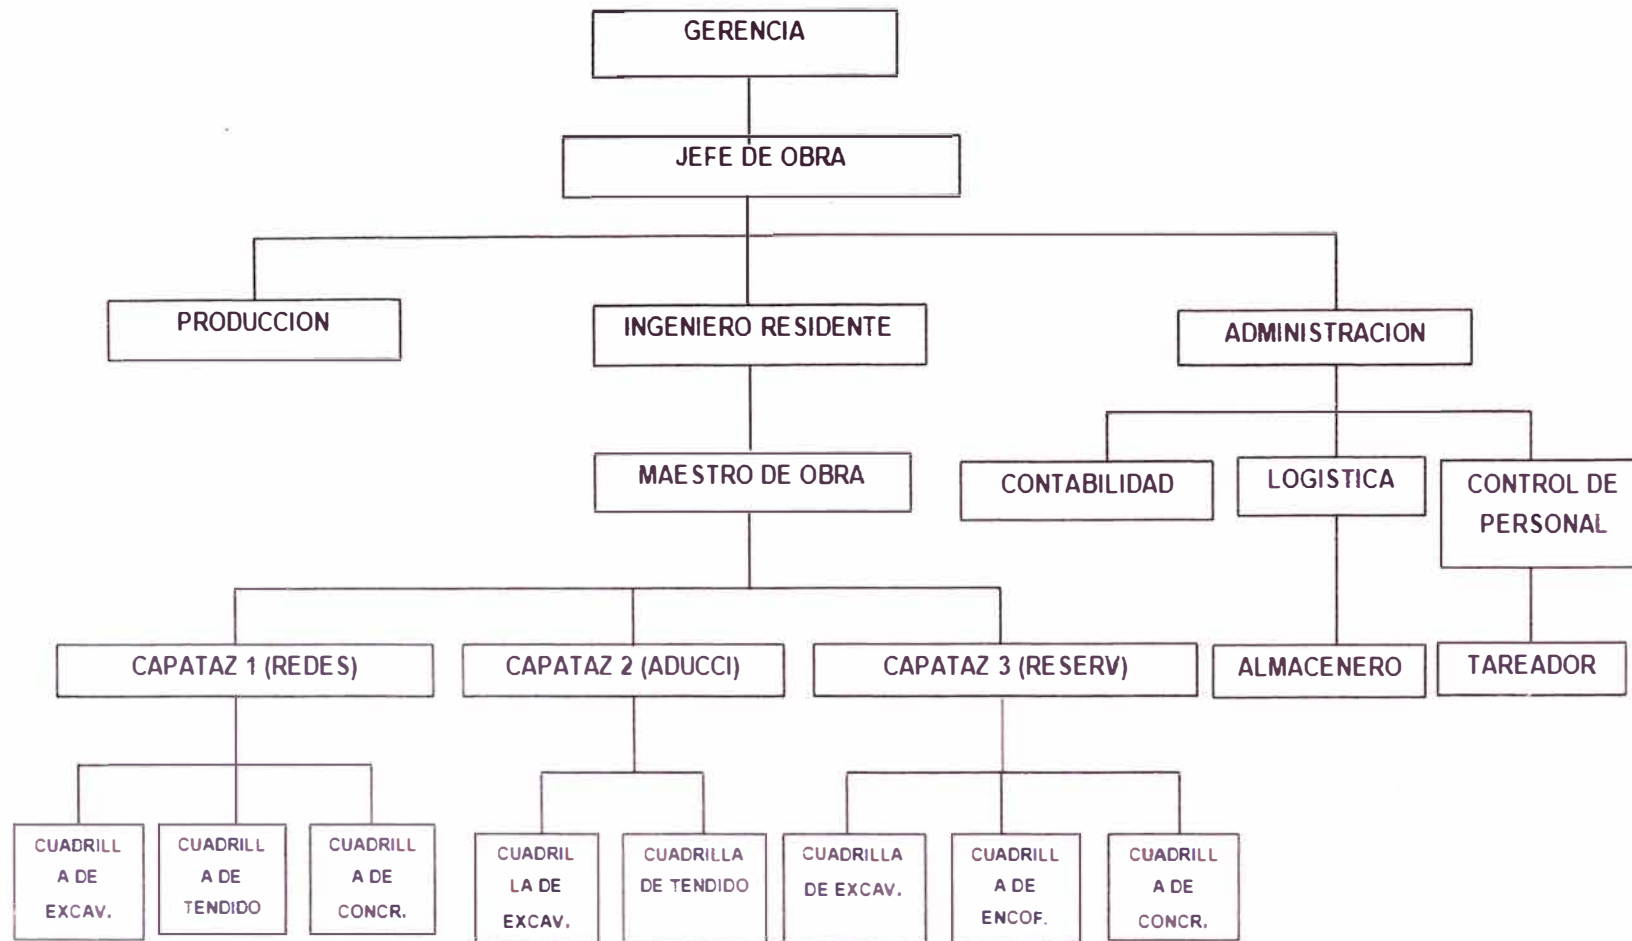 GERENCIA
JEFE DE OBRA
PRODUCCION
INGENIERO RESIDENTE
ADMINISTRACION
MAESTRO DE OBRA
CONTABILIDAD
LOGISTICA
CONTROL DE
PERSONAL
CAPATAZ 1 (REDES)
CAPATAZ 2 (ADUCCI)
CAPATAZ 3 (RESERV)
ALMACENERO
TAREADOR
CUADRILL
A DE
EXCAV.
CUADRILL
A DE
TENDIDO
CUADRILL
A DE
CONCR.
CUADRIL
LA DE
EXCAV.
CUADRILLA
DE TENDIDO
CUADRILLA
DE EXCAV.
CUADRILL
A DE
ENCOF.
CUADRILL
A DE
CONCR.